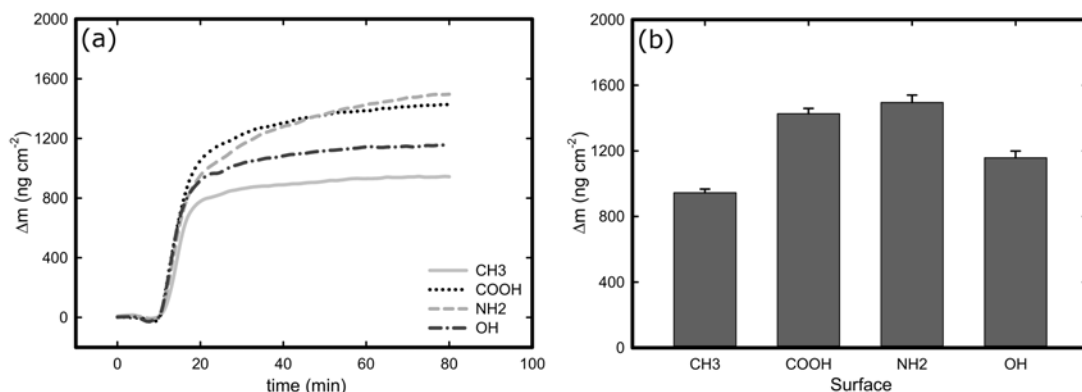 (a)
2000
1600
1200
800
400
0
Δm (ng cm-2)
0 20 40 60 80 100
time (min)
CH3
COOH
NH2
OH
(b)
2000
1600
1200
800
400
0
Δm (ng cm-2)
CH3 COOH NH2 OH
Surface